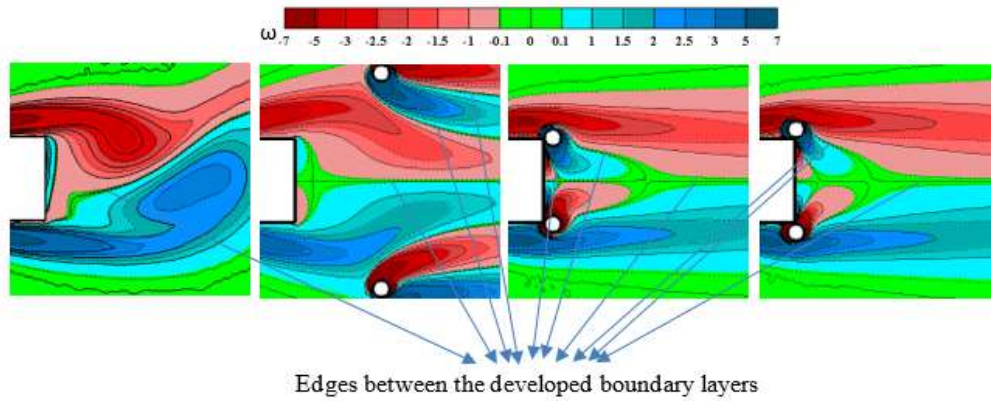 ω
-7 -5 -3 -2.5 -2 -1.5 -1 -0.1 0 0.1 1 1.5 2 2.5 3 5 7
Edges between the developed boundary layers